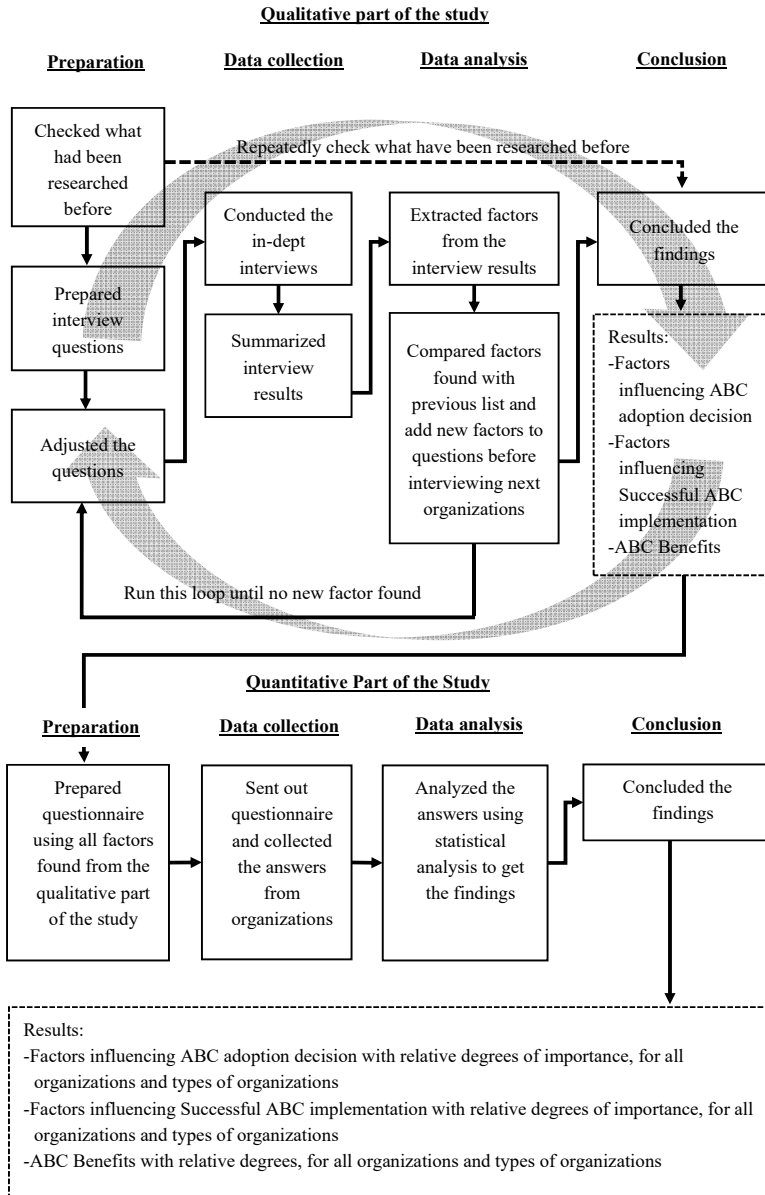 Qualitative part of the study
Preparation
Data collection
Data analysis
Conclusion
Checked what
had been
researched
before
Repeatedly check what have been researched before
Prepared
interview
questions
Adjusted the
questions
Conducted the
in-dept
interviews
Summarized
interview
results
Extracted factors
from the
interview results
Compared factors
found with
previous list and
add new factors to
questions before
interviewing next
organizations
Concluded the
findings
Results:
-Factors
influencing ABC
adoption decision
-Factors
influencing
Successful ABC
implementation
-ABC Benefits
Run this loop until no new factor found
Quantitative Part of the Study
Preparation
Data collection
Data analysis
Conclusion
Prepared
questionnaire
using all factors
found from the
qualitative part
of the study
Sent out
questionnaire
and collected
the answers
from
organizations
Analyzed the
answers using
statistical
analysis to get
the findings
Concluded the
findings
Results:
-Factors influencing ABC adoption decision with relative degrees of importance, for all
organizations and types of organizations
-Factors influencing Successful ABC implementation with relative degrees of importance, for all
organizations and types of organizations
-ABC Benefits with relative degrees, for all organizations and types of organizations